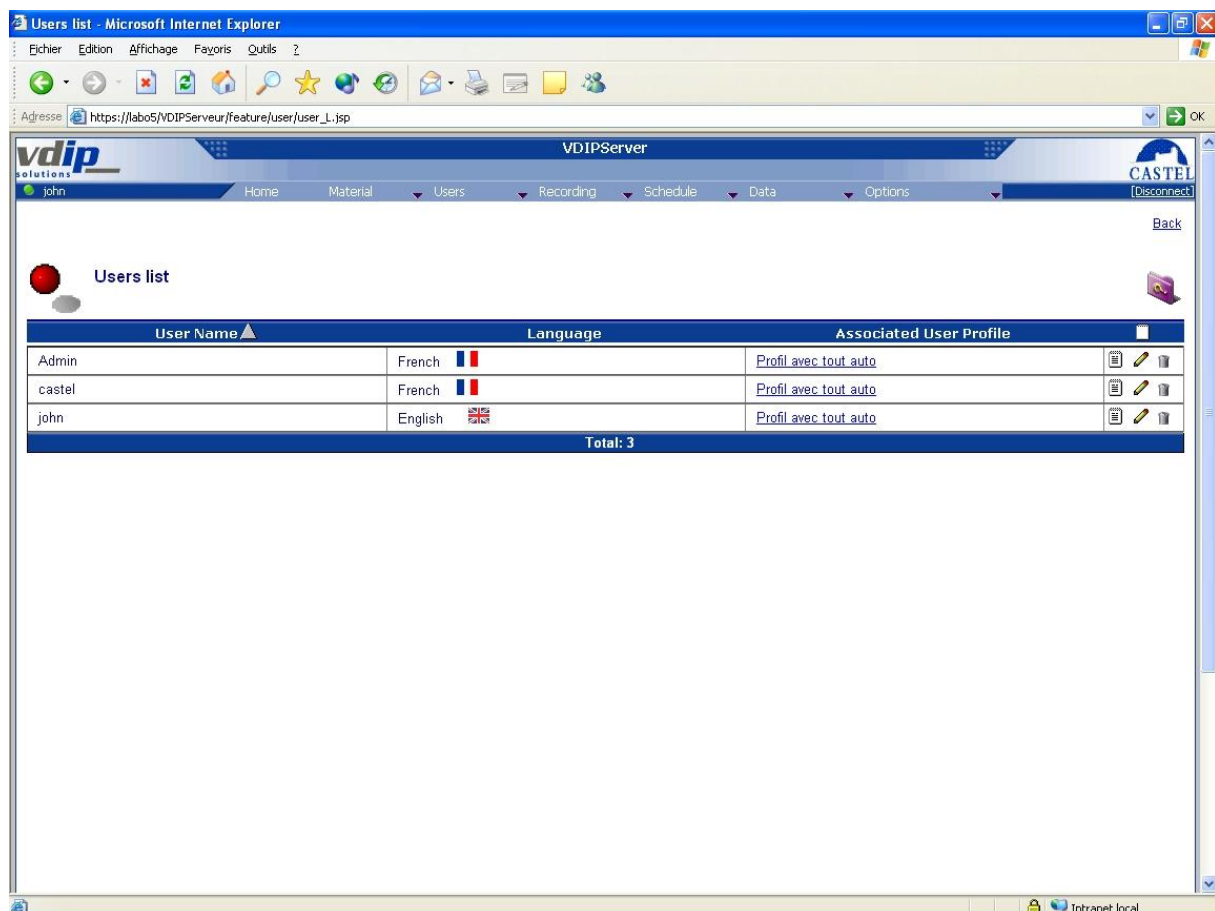 Users list - Microsoft Internet Explorer
Fichier Edition Affichage Favoris Outils ?
Adresse https://labo5/VDIPServeur/feature/user/user_L.jsp OK
vdip
solutions
VDIPServer
CASTEL
john Home Material Users Recording Schedule Data Options [Disconnect]
Back
Users list
User Name Language Associated User Profile
Admin French Profil avec tout auto
castel French Profil avec tout auto
john English Profil avec tout auto
Total: 3
Intranet local